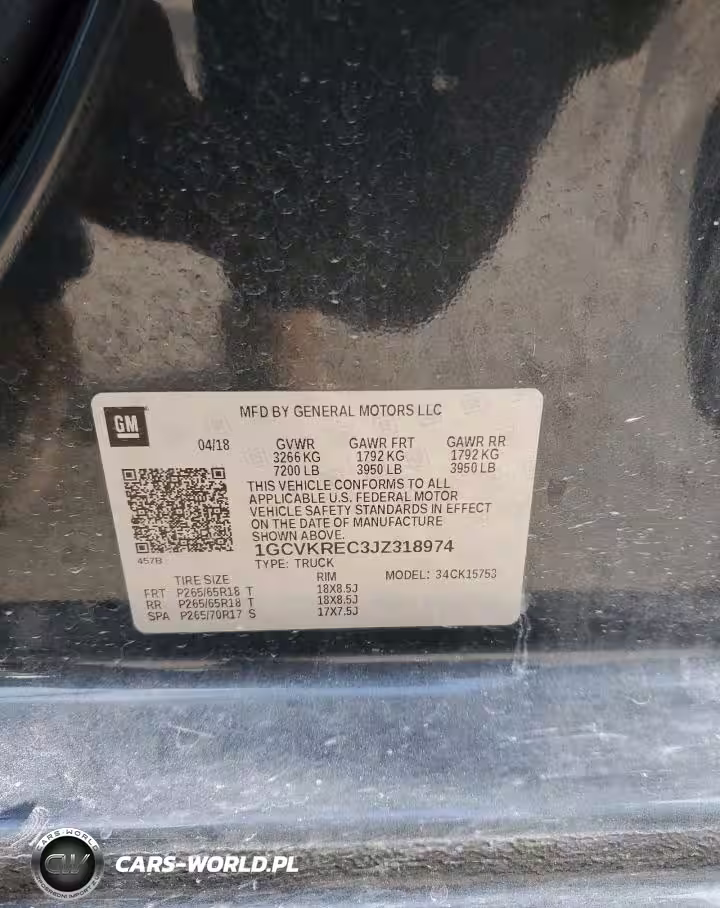 GM
MFD BY GENERAL MOTORS LLC
04/18 GVWR GAWR FRT GAWR RR
3266 KG 1792 KG 1792 KG
7200 LB 3950 LB 3950 LB
THIS VEHICLE CONFORMS TO ALL
APPLICABLE U.S. FEDERAL MOTOR
VEHICLE SAFETY STANDARDS IN EFFECT
ON THE DATE OF MANUFACTURE
SHOWN ABOVE.
457B
1GCVKREC3JZ318974
TYPE: TRUCK
MODEL: 34CK15753
TIRE SIZE RIM
FRT P265/65R18 T 18X8.5J
RR P265/65R18 T 18X8.5J
SPA P265/70R17 S 17X7.5J
CARS-WORLD
CW
CARS-WORLD.PL